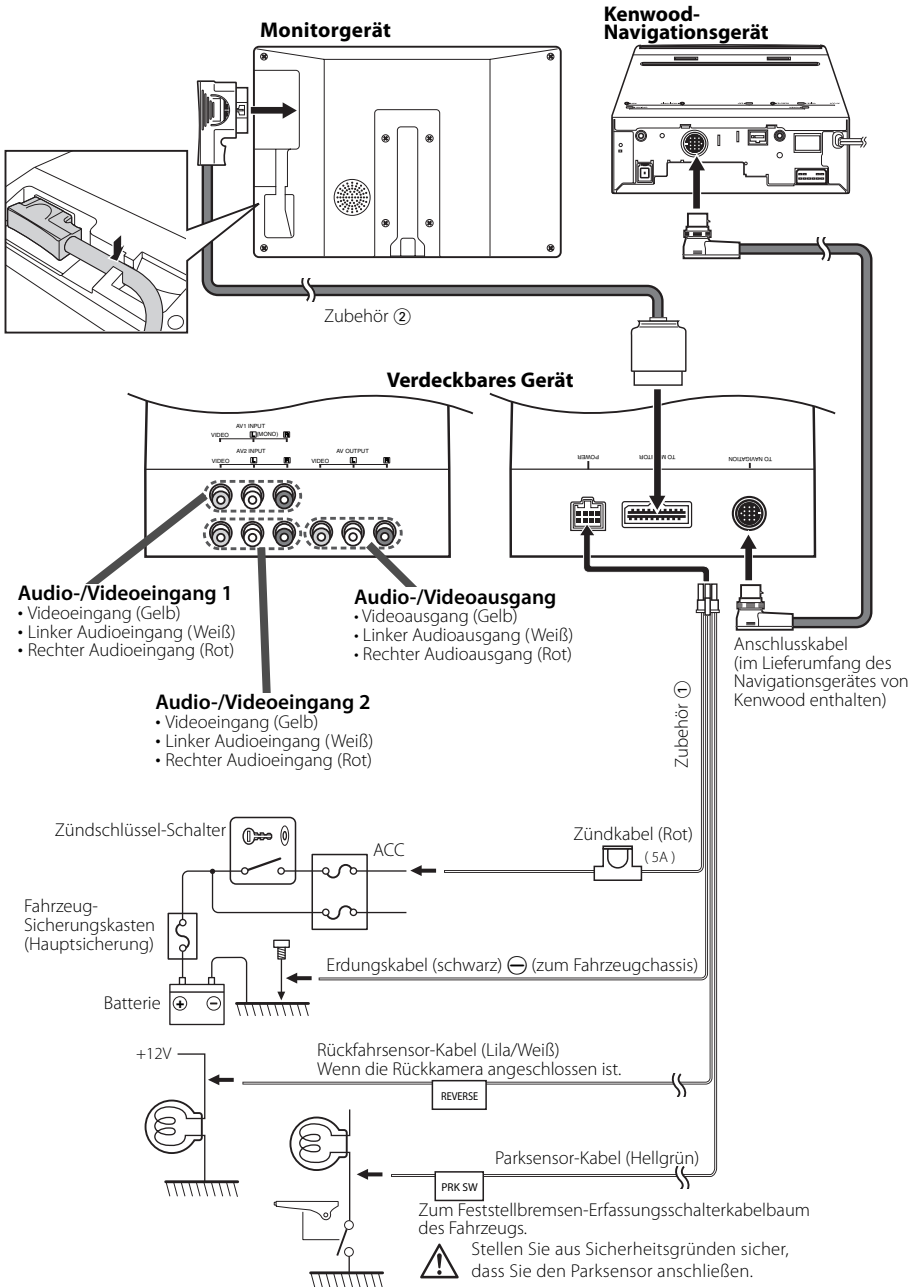 Monitorgerät
Kenwood-
Navigationsgerät
Zubehör ②
Verdeckbares Gerät
AV1 INPUT
VIDEO L (MONO) R
AV2 INPUT
VIDEO L R
AV OUTPUT
VIDEO L R
POWER
TO MONITOR
TO NAVIGATION
Audio-/Videoeingang 1
• Videoeingang (Gelb)
• Linker Audioeingang (Weiß)
• Rechter Audioeingang (Rot)
Audio-/Videoausgang
• Videoausgang (Gelb)
• Linker Audioausgang (Weiß)
• Rechter Audioausgang (Rot)
Anschlusskabel
(im Lieferumfang des
Navigationsgerätes von
Kenwood enthalten)
Audio-/Videoeingang 2
• Videoeingang (Gelb)
• Linker Audioeingang (Weiß)
• Rechter Audioeingang (Rot)
Zubehör ①
Zündschlüssel-Schalter
ACC
Zündkabel (Rot)
( 5A )
Fahrzeug-
Sicherungskasten
(Hauptsicherung)
Erdungskabel (schwarz) ⊖ (zum Fahrzeugchassis)
Batterie
+12V
Rückfahrsensor-Kabel (Lila/Weiß)
Wenn die Rückkamera angeschlossen ist.
REVERSE
Parksensor-Kabel (Hellgrün)
PRK SW
Zum Feststellbremsen-Erfassungsschalterkabelbaum
des Fahrzeugs.
Stellen Sie aus Sicherheitsgründen sicher,
dass Sie den Parksensor anschließen.